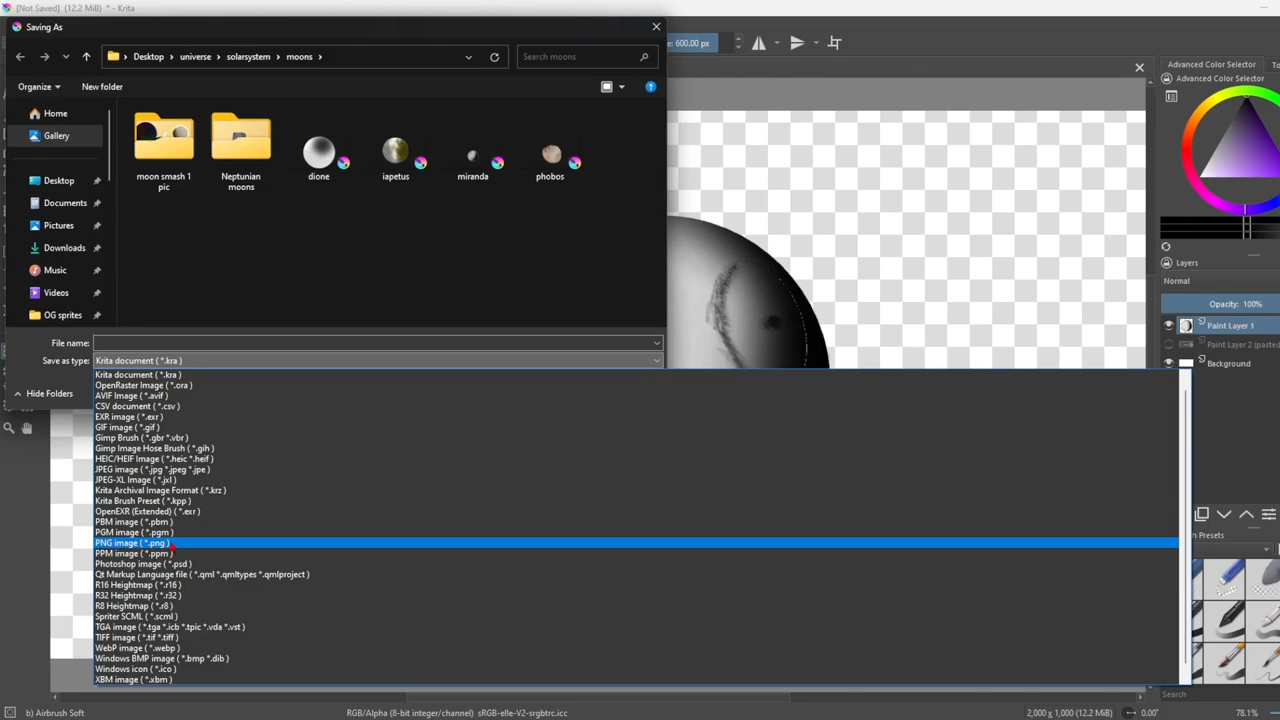 [Not Saved] (12.2 MiB) * - Krita
Saving As
Desktop
universe
solarsystem
moons
Search moons
e: 600.00 px
Organize
New folder
Home
Gallery
Desktop
Documents
Pictures
Downloads
Music
Videos
OG sprites
moon smash 1 pic
Neptunian moons
dione
iapetus
miranda
phobos
File name:
Save as type:
Krita document ( *.kra )
Hide Folders
Krita document ( *.kra )
OpenRaster Image ( *.ora )
AVIF Image ( *.avif )
CSV document ( *.csv )
EXR image ( *.exr )
GIF image ( *.gif )
Gimp Brush ( *.gbr *.vbr )
Gimp Image Hose Brush ( *.gih )
HEIC/HEIF Image ( *.heic *.heif )
JPEG image ( *.jpg *.jpeg *.jpe )
JPEG-XL Image ( *.jxl )
Krita Archival Image Format ( *.krz )
Krita Brush Preset ( *.kpp )
OpenEXR (Extended) ( *.exr )
PBM image ( *.pbm )
PGM image ( *.pgm )
PNG image ( *.png )
PPM image ( *.ppm )
Photoshop image ( *.psd )
Qt Markup Language file ( *.qml *.qmltypes *.qmlproject )
R16 Heightmap ( *.r16 )
R32 Heightmap ( *.r32 )
R8 Heightmap ( *.r8 )
Spriter SCML ( *.scml )
TGA image ( *.tga *.icb *.tpic *.vda *.vst )
TIFF image ( *.tif *.tiff )
WebP image ( *.webp )
Windows BMP image ( *.bmp *.dib )
Windows icon ( *.ico )
XBM image ( *.xbm )
Advanced Color Selector
To
Advanced Color Selector
Layers
Normal
Opacity: 100%
Paint Layer 1
Paint Layer 2 (pasted
Background
h Presets
Search
b) Airbrush Soft
RGB/Alpha (8-bit integer/channel) sRGB-elle-V2-srgbtrc.icc
2,000 x 1,000 (12.2 MiB)
0.00°
78.1%